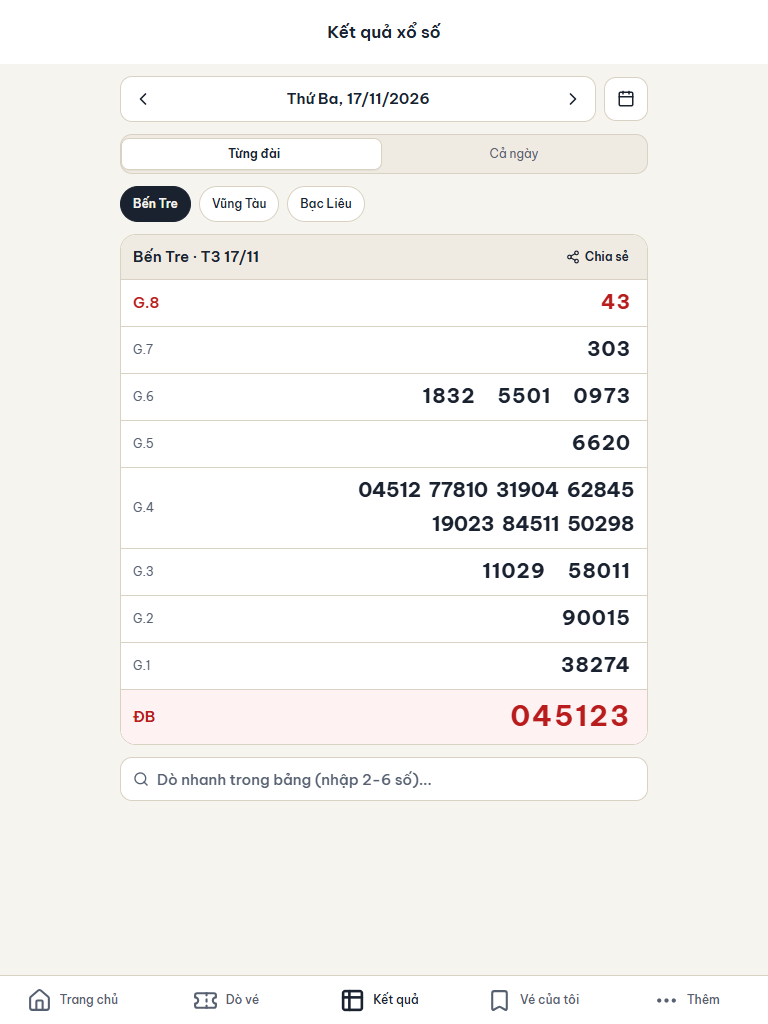 Kết quả xổ số
Thứ Ba, 17/11/2026
Từng đài
Cả ngày
Bến Tre
Vũng Tàu
Bạc Liêu
Bến Tre · T3 17/11
Chia sẻ
G.8
43
G.7
303
G.6
1832 5501 0973
G.5
6620
G.4
04512 77810 31904 62845
19023 84511 50298
G.3
11029 58011
G.2
90015
G.1
38274
ĐB
045123
Dò nhanh trong bảng (nhập 2-6 số)...
Trang chủ
Dò vé
Kết quả
Vé của tôi
Thêm